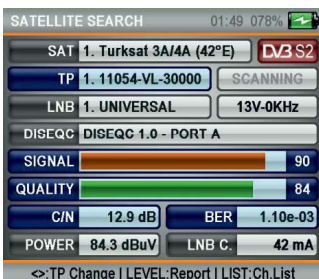 SATELLITE SEARCH 01:49 078%
SAT 1. Turksat 3A/4A (42°E) DVB S2
TP 1. 11054-VL-30000 SCANNING
LNB 1. UNIVERSAL 13V-0KHz
DISEQC DISEQC 1.0 - PORT A
SIGNAL 90
QUALITY 84
C/N 12.9 dB BER 1.10e-03
POWER 84.3 dBuV LNB C. 42 mA
<>:TP Change | LEVEL:Report | LIST:Ch.List